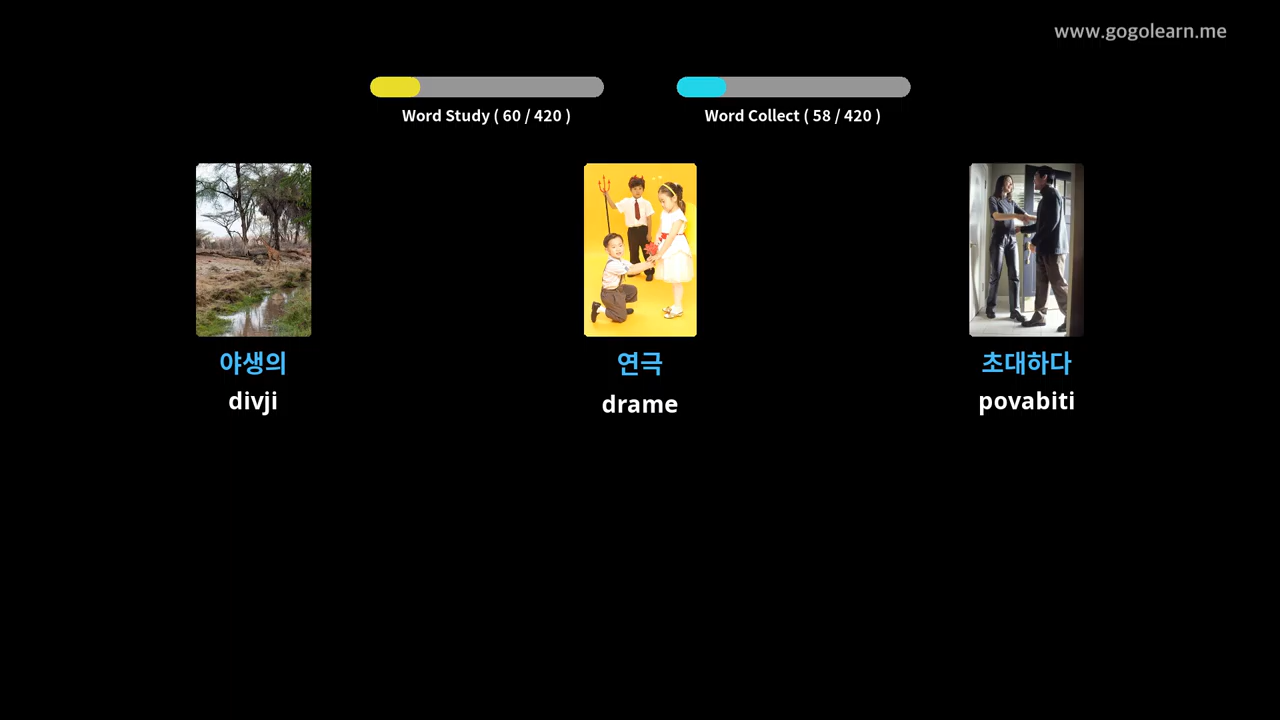 www.gogolearn.me
Word Study ( 60 / 420 )
Word Collect ( 58 / 420 )
야생의
divji
연극
drame
초대하다
povabiti